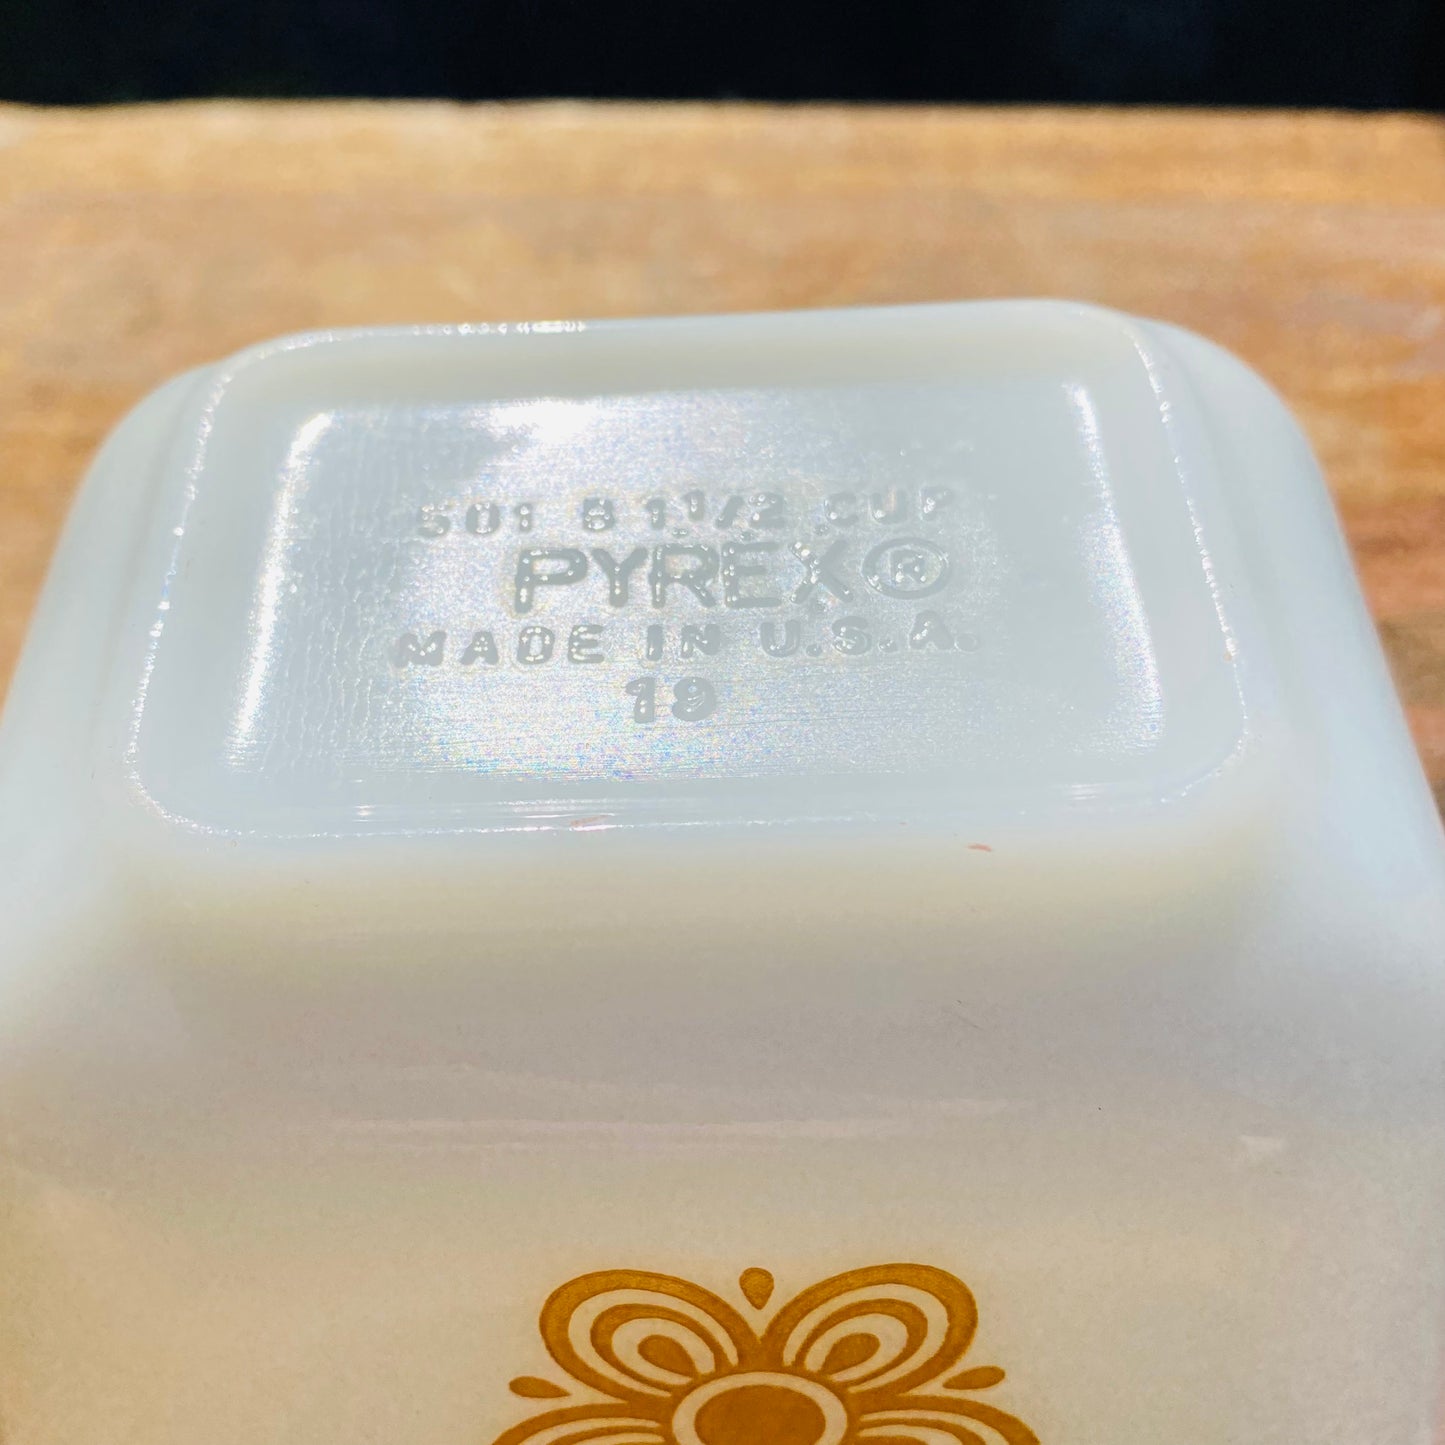 501 B 1 1/2 CUP
PYREX®
MADE IN U.S.A.
19